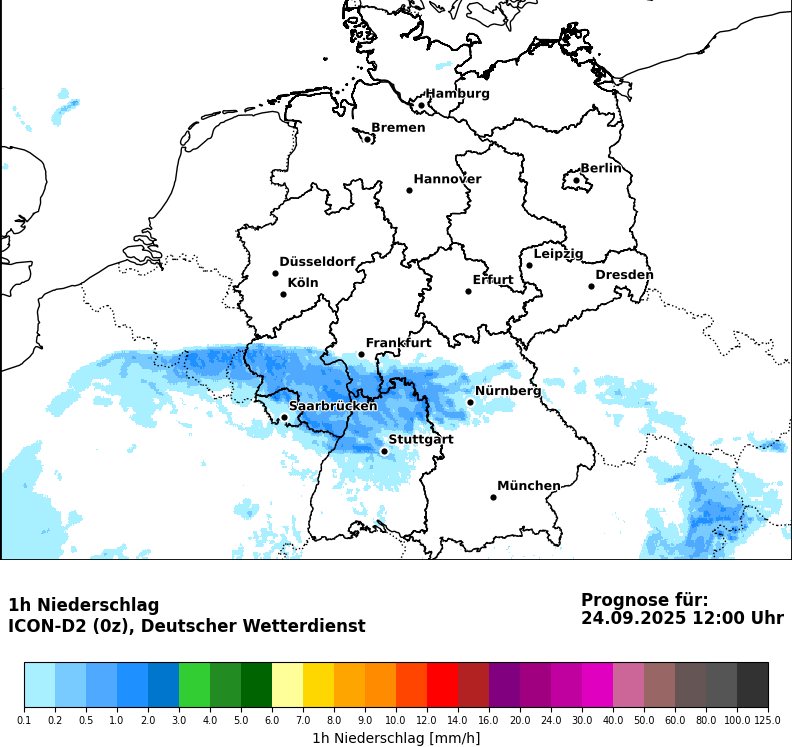 Hamburg
Bremen
Berlin
Hannover
Leipzig
Düsseldorf
Dresden
Köln
Erfurt
Frankfurt
Nürnberg
Saarbrücken
Stuttgart
München
1h Niederschlag
ICON-D2 (0z), Deutscher Wetterdienst
Prognose für:
24.09.2025 12:00 Uhr
0.1 0.2 0.5 1.0 2.0 3.0 4.0 5.0 6.0 7.0 9.0 10.0 12.0 14.0 16.0 20.0 24.0 30.0 40.0 50.0 60.0 80.0 100.0 125.0
1h Niederschlag [mm/h]